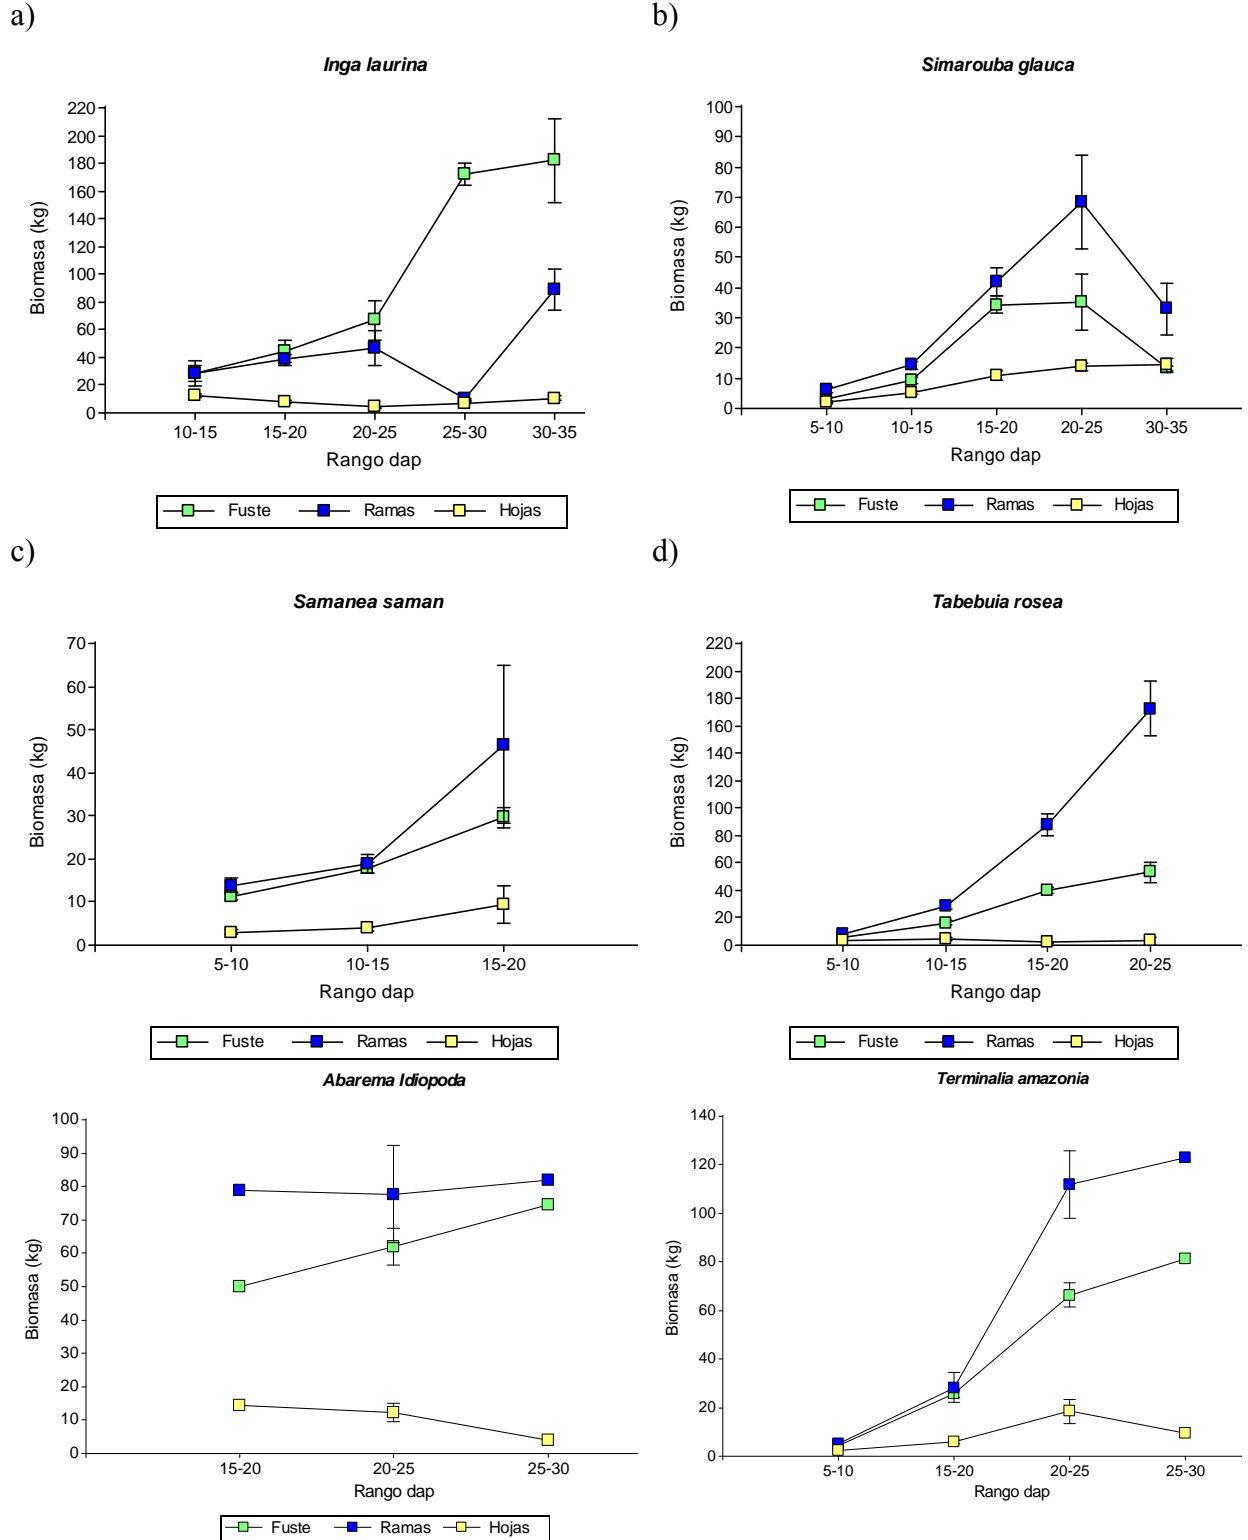 a)
Inga laurina
220
200
180
160
140
120
100
80
60
40
20
0
Biomasa (kg)
10-15 15-20 20-25 25-30 30-35
Rango dap
Fuste Ramas Hojas
b)
Simarouba glauca
100
90
80
70
60
50
40
30
20
10
0
Biomasa (kg)
5-10 10-15 15-20 20-25 30-35
Rango dap
Fuste Ramas Hojas
c)
Samanea saman
70
60
50
40
30
20
10
0
Biomasa (kg)
5-10 10-15 15-20
Rango dap
Fuste Ramas Hojas
d)
Tabebuia rosea
220
200
180
160
140
120
100
80
60
40
20
0
Biomasa (kg)
5-10 10-15 15-20 20-25
Rango dap
Fuste Ramas Hojas
Abarema Idiopoda
100
90
80
70
60
50
40
30
20
10
0
Biomasa (kg)
15-20 20-25 25-30
Rango dap
Fuste Ramas Hojas
Terminalia amazonia
140
120
100
80
60
40
20
0
Biomasa (kg)
5-10 15-20 20-25 25-30
Rango dap